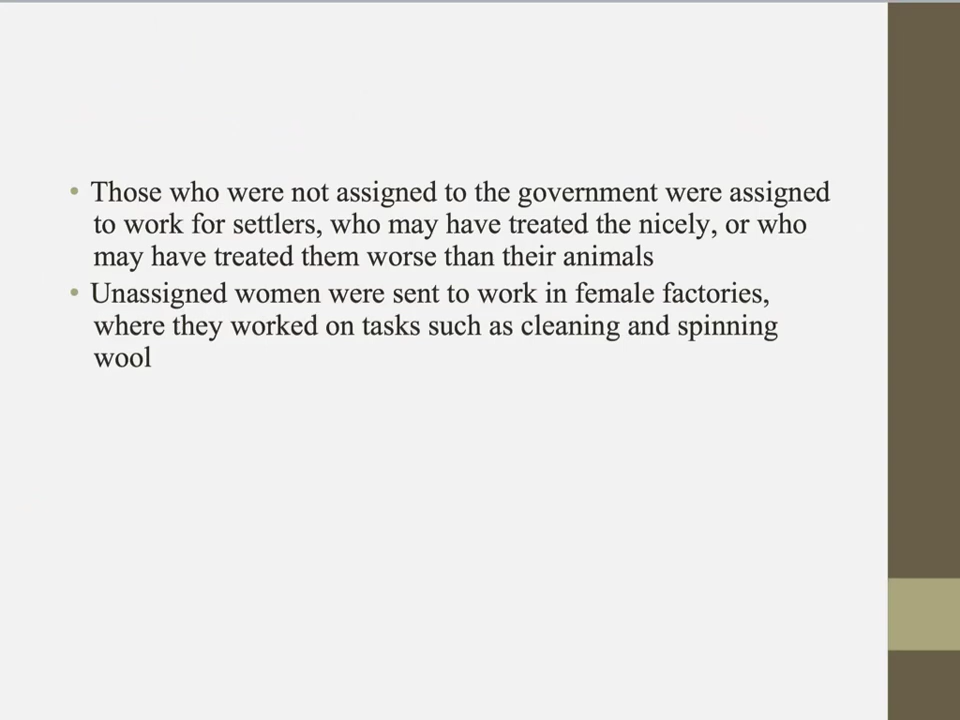 • Those who were not assigned to the government were assigned
to work for settlers, who may have treated the nicely, or who
may have treated them worse than their animals
• Unassigned women were sent to work in female factories,
where they worked on tasks such as cleaning and spinning
wool